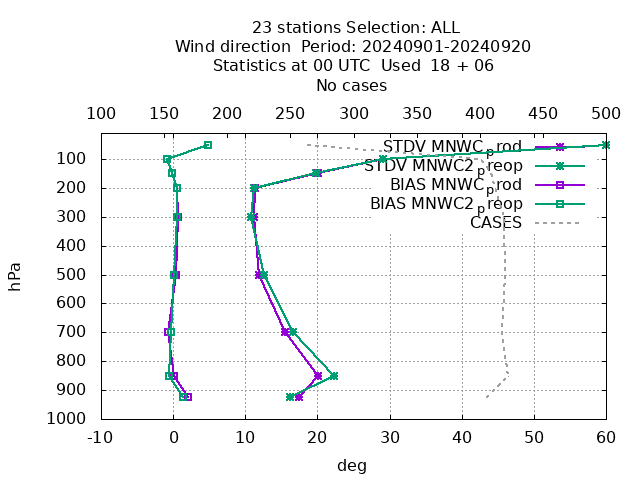 23 stations Selection: ALL
Wind direction  Period: 20240901-20240920
Statistics at 00 UTC  Used  18 + 06
No cases
100 150 200 250 300 350 400 450 500
STDV MNWC_prod
STDV MNWC2_preop
BIAS MNWC_prod
BIAS MNWC2_preop
CASES
100
200
300
400
500
600
700
800
900
1000
hPa
-10 0 10 20 30 40 50 60
deg